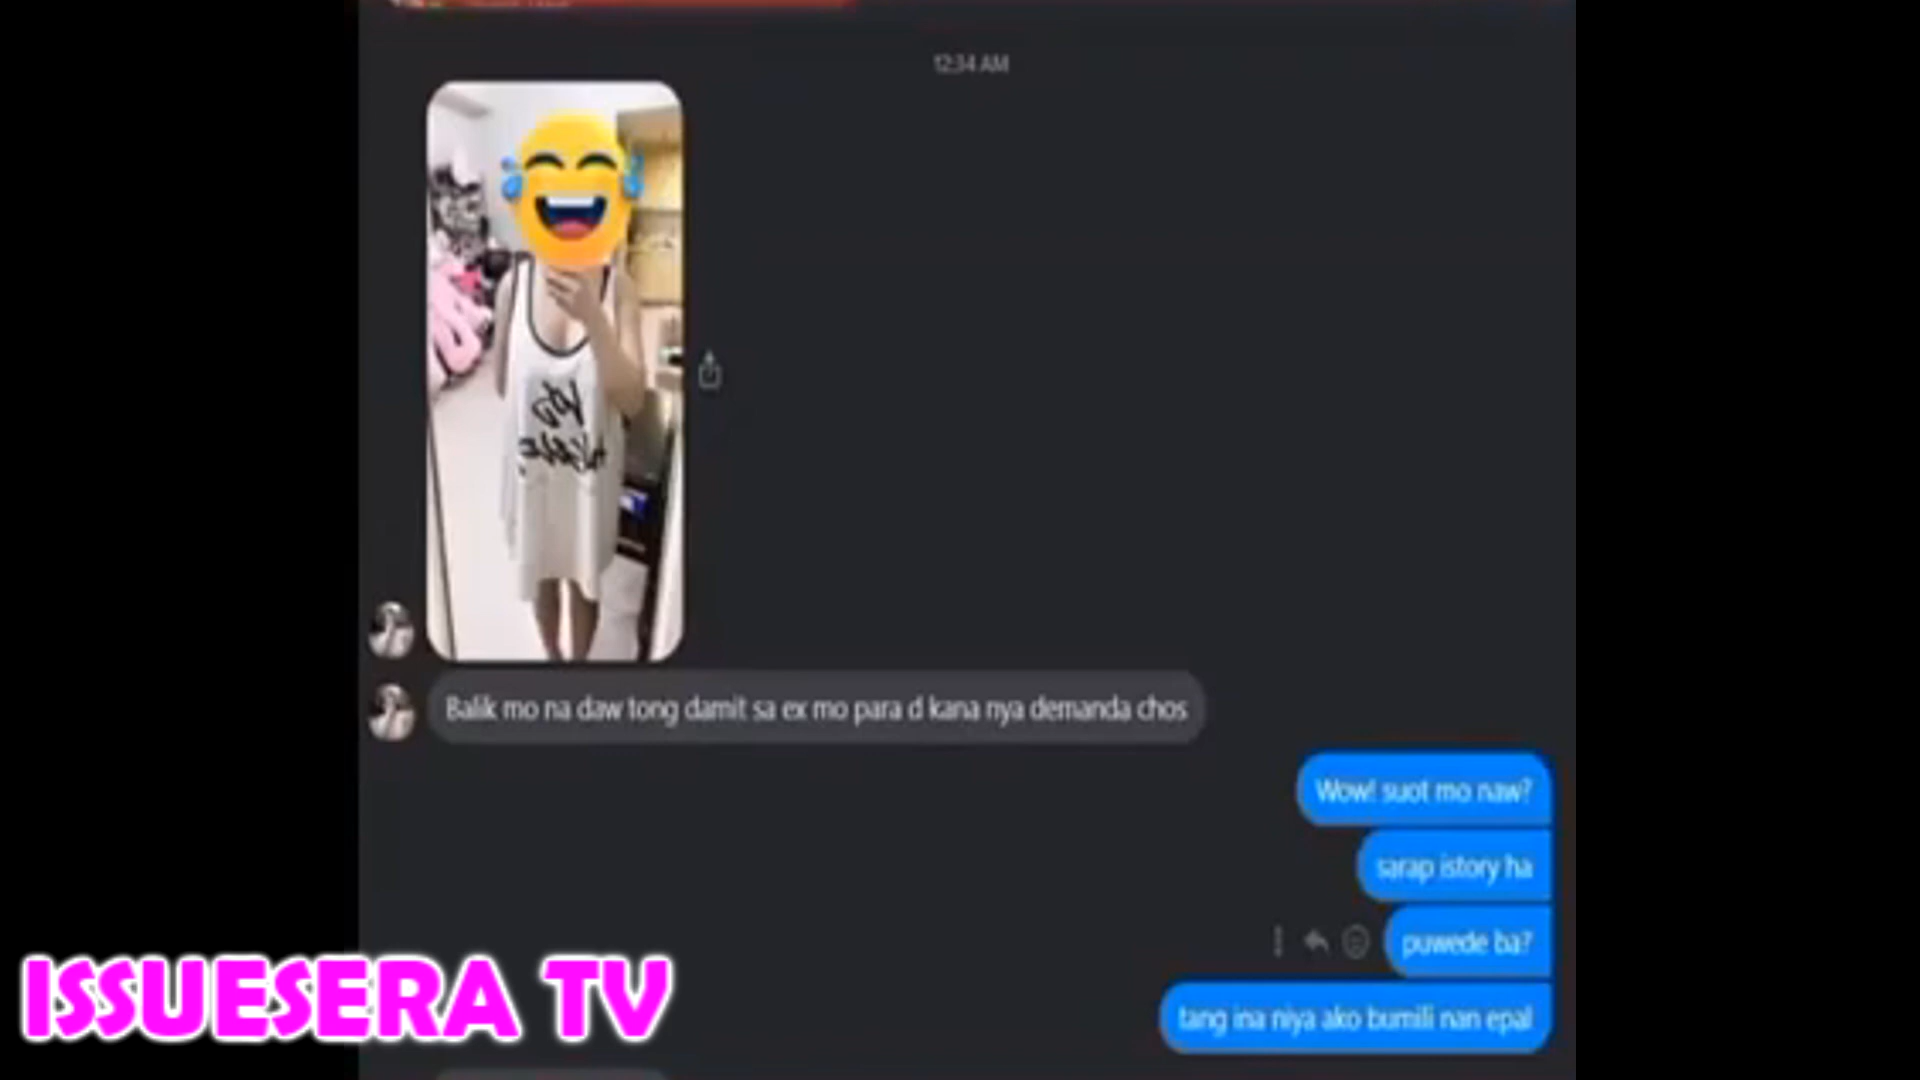 12:34 AM
Balik mo na daw tong damit sa ex mo para d kana nya demanda chos
Wow! suot mo naw?
sarap istory ha
puwede ba?
tang ina niya ako bumili nan epal
ISSUESERA TV